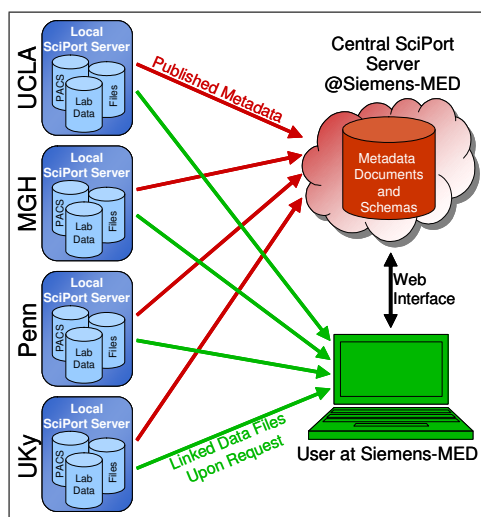 UCLA
Local
SciPort Server
PACS
Lab
Data
Files
MGH
Local
SciPort Server
PACS
Lab
Data
Files
Penn
Local
SciPort Server
PACS
Lab
Data
Files
UKy
Local
SciPort Server
PACS
Lab
Data
Files
Published Metadata
Linked Data Files
Upon Request
Central SciPort
Server
@Siemens-MED
Metadata
Documents
and
Schemas
Web
Interface
User at Siemens-MED